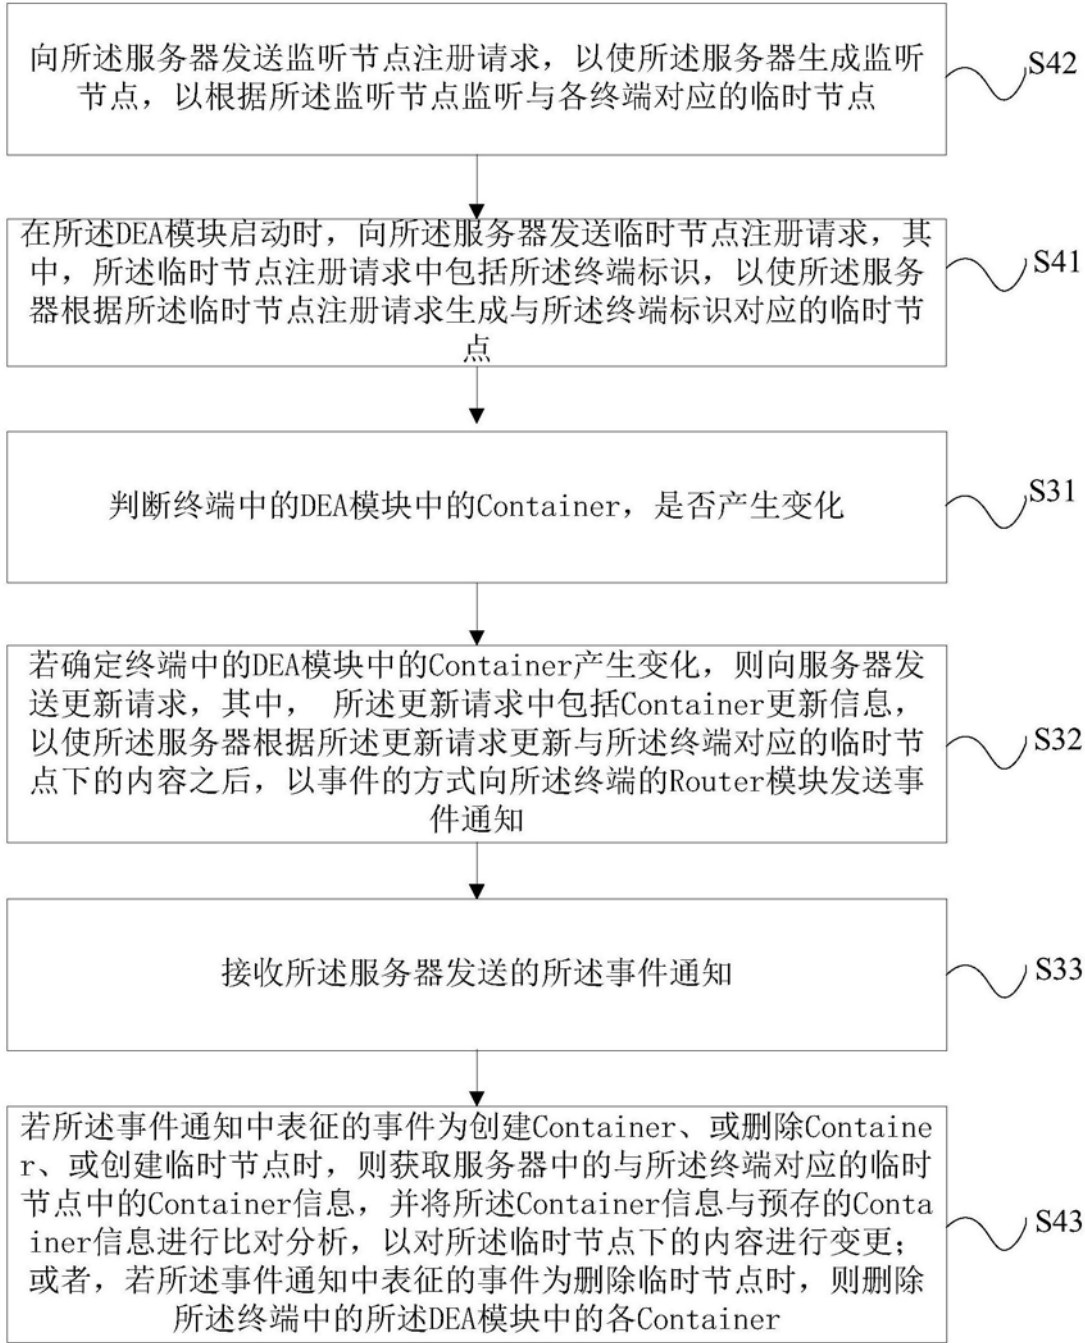 向所述服务器发送监听节点注册请求，以使所述服务器生成监听
节点，以根据所述监听节点监听与各终端对应的临时节点
S42
在所述DEA模块启动时，向所述服务器发送临时节点注册请求，其
中，所述临时节点注册请求中包括所述终端标识，以使所述服务
器根据所述临时节点注册请求生成与所述终端标识对应的临时节
点
S41
判断终端中的DEA模块中的Container，是否产生变化
S31
若确定终端中的DEA模块中的Container产生变化，则向服务器发
送更新请求，其中， 所述更新请求中包括Container更新信息，
以使所述服务器根据所述更新请求更新与所述终端对应的临时节
点下的内容之后，以事件的方式向所述终端的Router模块发送事
件通知
S32
接收所述服务器发送的所述事件通知
S33
若所述事件通知中表征的事件为创建Container、或删除Containe
r、或创建临时节点时，则获取服务器中的与所述终端对应的临时
节点中的Container信息，并将所述Container信息与预存的Conta
iner信息进行比对分析，以对所述临时节点下的内容进行变更；
或者，若所述事件通知中表征的事件为删除临时节点时，则删除
所述终端中的所述DEA模块中的各Container
S43